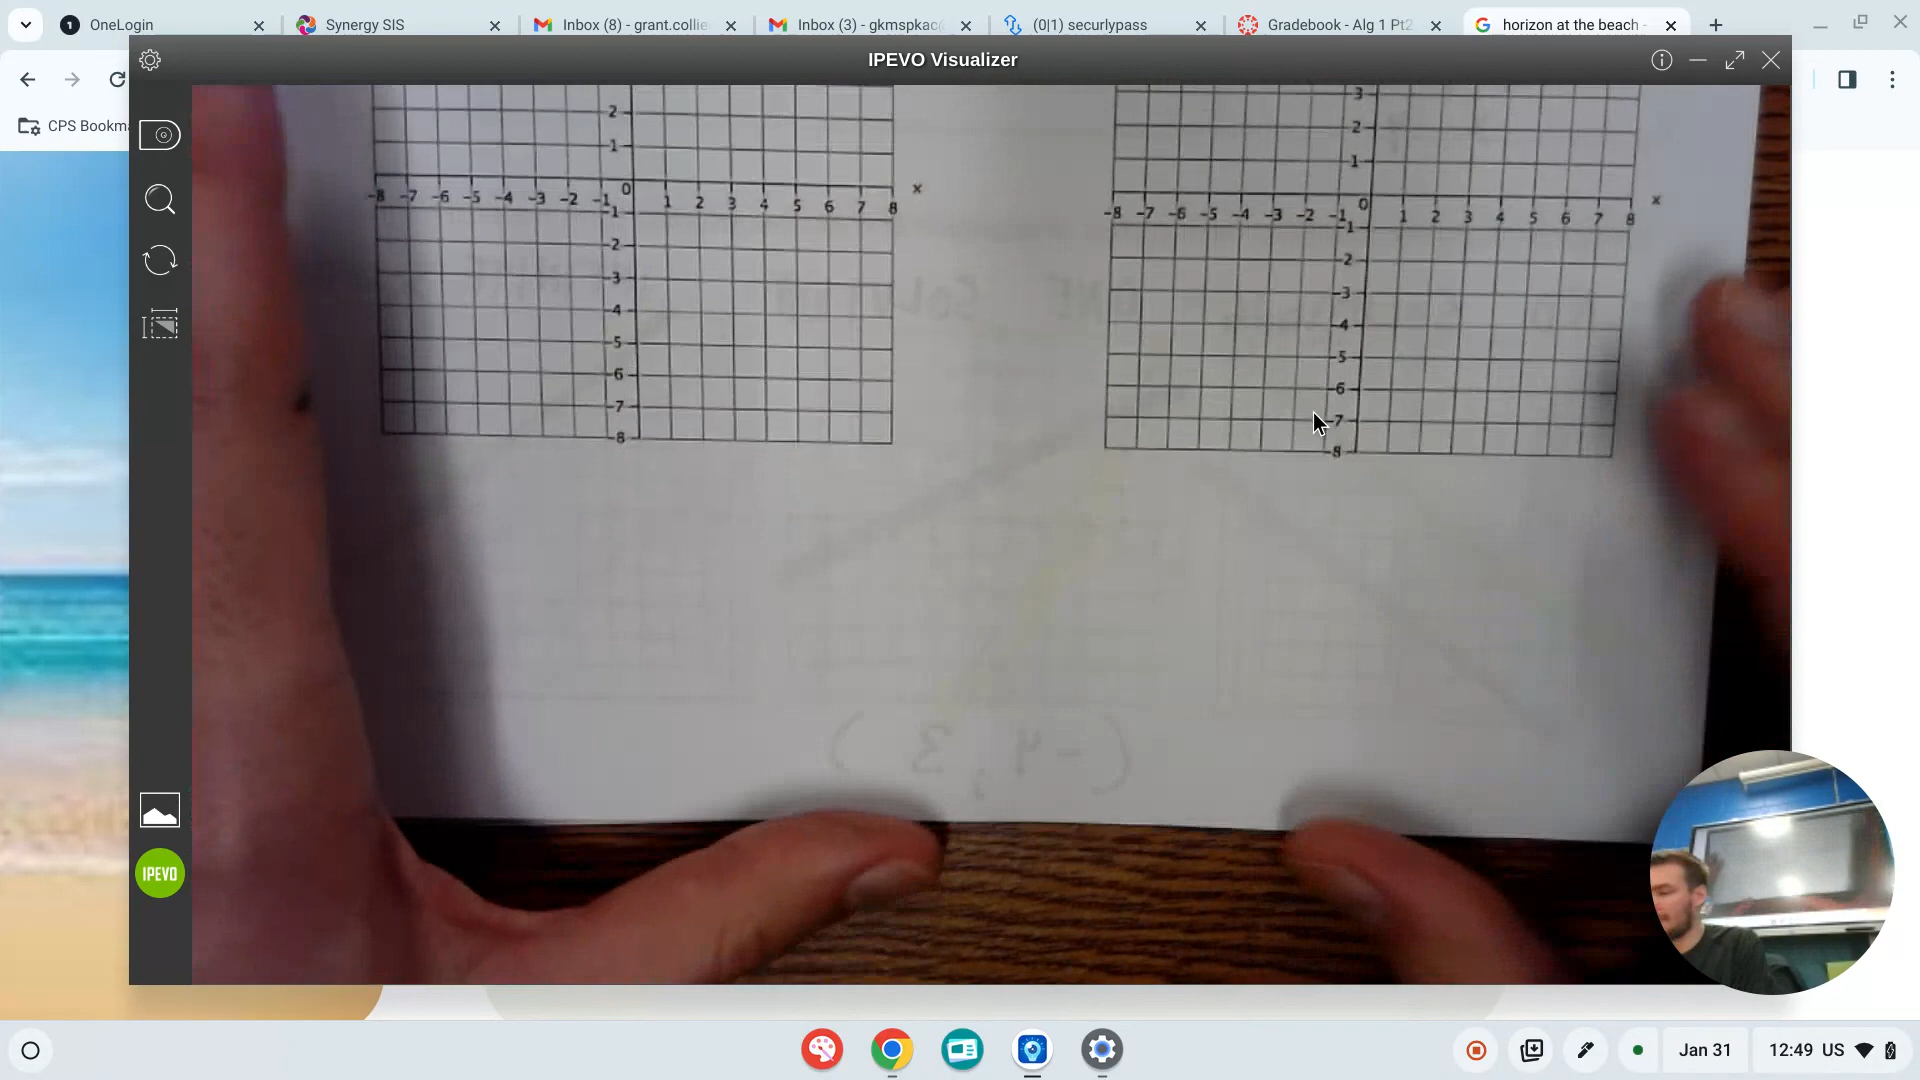 OneLogin
Synergy SIS
Inbox (8) - grant.collie
Inbox (3) - gkmspkac@
(0|1) securlypass
Gradebook - Alg 1 Pt2
horizon at the beach -
CPS Bookma
IPEVO Visualizer
2
1
0
-8 -7 -6 -5 -4 -3 -2 -1 1 2 3 4 5 6 7 8 x
-1
-2
-3
-4
-5
-6
-7
-8
3
2
1
0
-8 -7 -6 -5 -4 -3 -2 -1 1 2 3 4 5 6 7 8 x
-1
-2
-3
-4
-5
-6
-7
-8
ONE SOLUTION
(-4, 3)
IPEVO
Jan 31
12:49 US